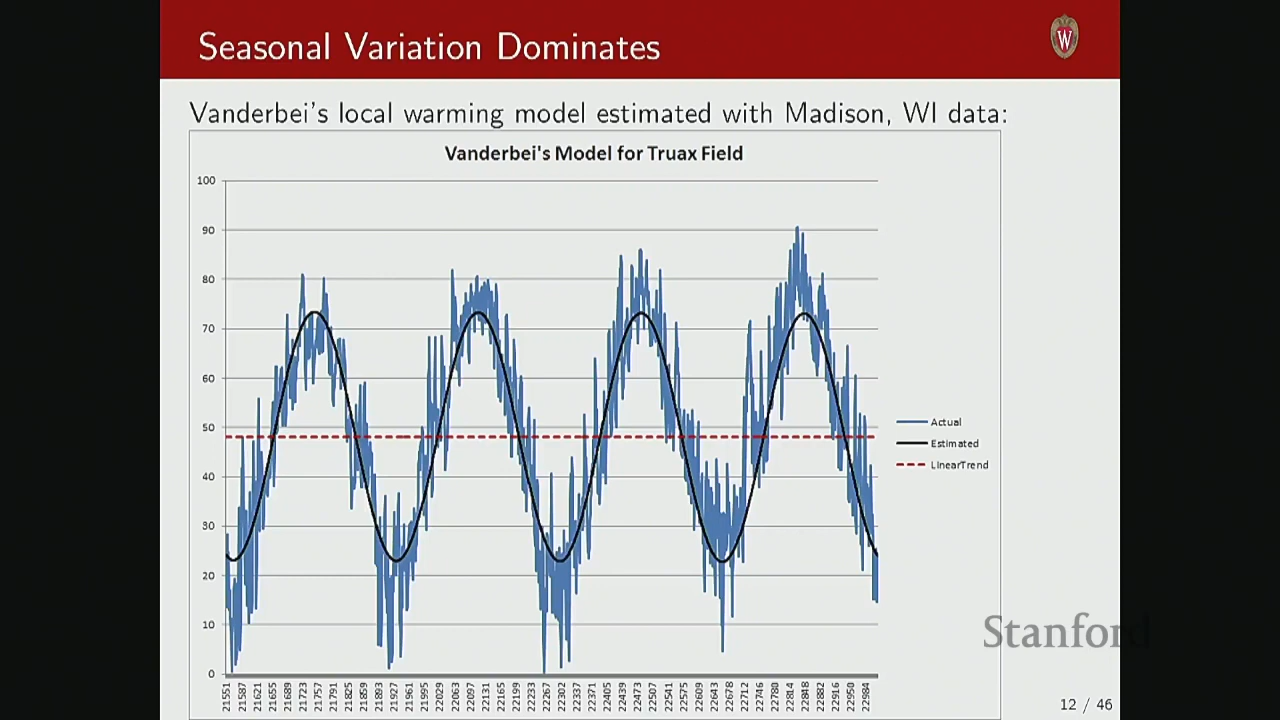 Seasonal Variation Dominates
W
Vanderbei's local warming model estimated with Madison, WI data:
Vanderbei's Model for Truax Field
100
90
80
70
60
50
40
30
20
10
0
Actual
Estimated
LinearTrend
21551 21587 21621 21655 21689 21723 21757 21791 21825 21859 21893 21927 21961 21995 22029 22063 22097 22131 22165 22199 22233 22267 22302 22337 22371 22405 22439 22473 22507 22541 22575 22609 22643 22678 22712 22746 22780 22814 22848 22882 22916 22950 22984
Stanford
12 / 46